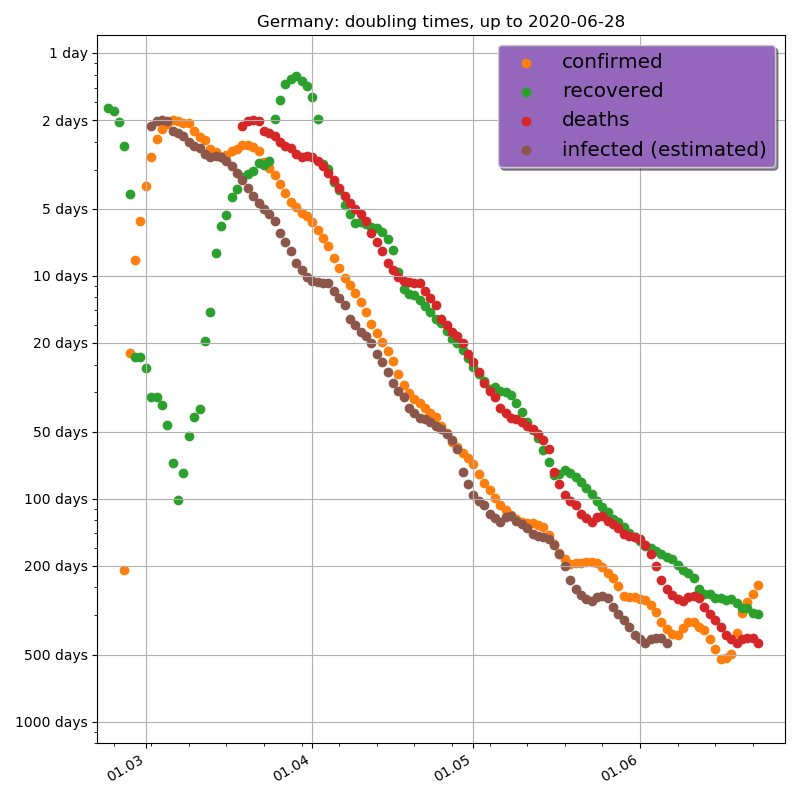 Germany: doubling times, up to 2020-06-28
confirmed
recovered
deaths
infected (estimated)
1 day
2 days
5 days
10 days
20 days
50 days
100 days
200 days
500 days
1000 days
01.03
01.04
01.05
01.06